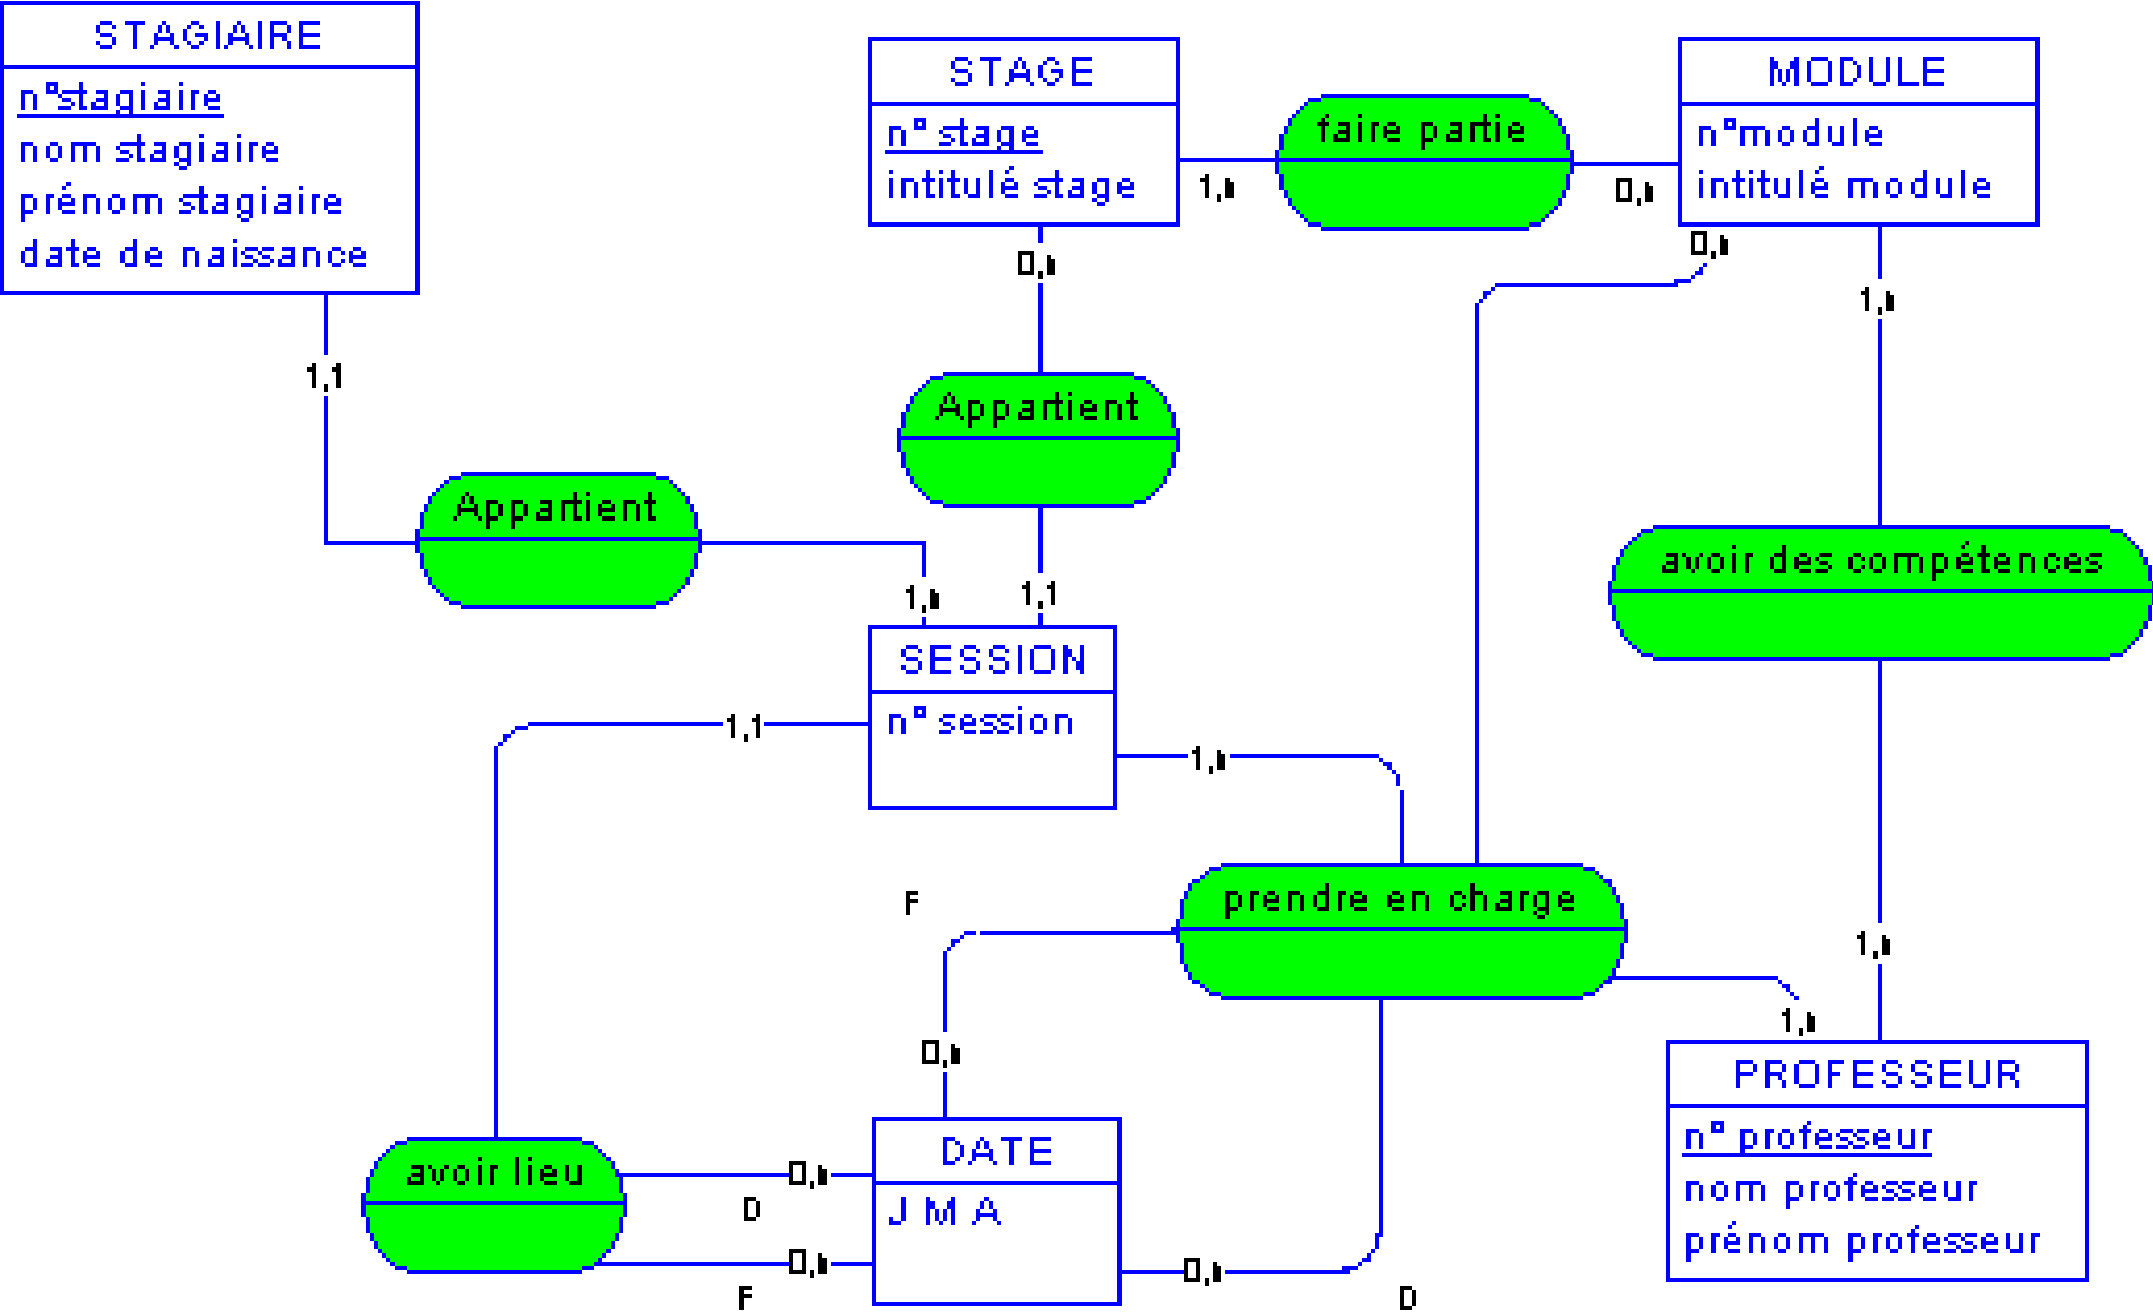 STAGIAIRE
n°stagiaire
nom stagiaire
prénom stagiaire
date de naissance
STAGE
n° stage
intitulé stage
faire partie
MODULE
n°module
intitulé module
1,n
0,n
0,n
0,n
1,n
1,1
Appartient
Appartient
avoir des compétences
1,n
1,1
SESSION
n° session
1,1
1,n
prendre en charge
F
1,n
0,n
1,n
PROFESSEUR
n° professeur
nom professeur
prénom professeur
DATE
J M A
avoir lieu
0,n
D
0,n
F
0,n
D